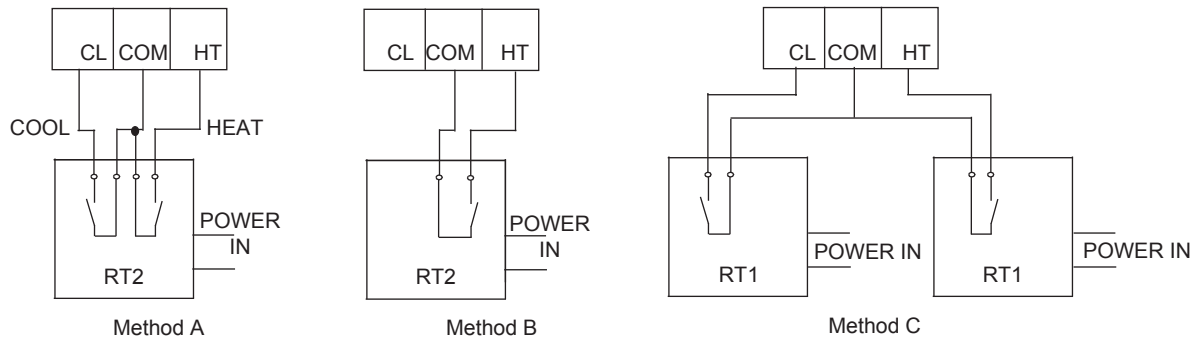 CL COM HT
COOL
HEAT
POWER
IN
RT2
Method A
CL COM HT
POWER
IN
RT2
Method B
CL COM HT
POWER IN
RT1
POWER IN
RT1
Method C